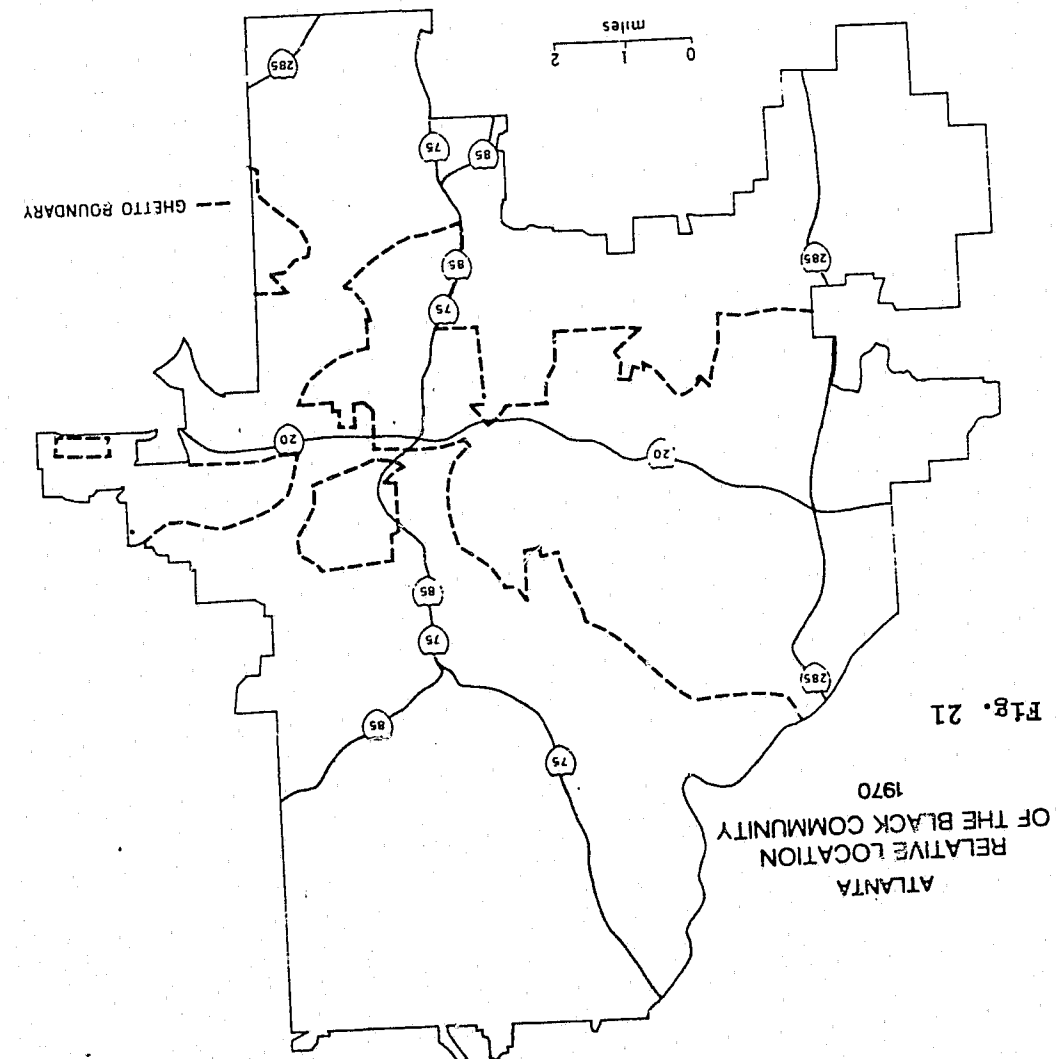 ATLANTA
RELATIVE LOCATION
OF THE BLACK COMMUNITY
1970
Fig. 21
75
85
285
75
85
20
20
75
85
285
GHETTO BOUNDARY
85
75
285
0 1 2
miles